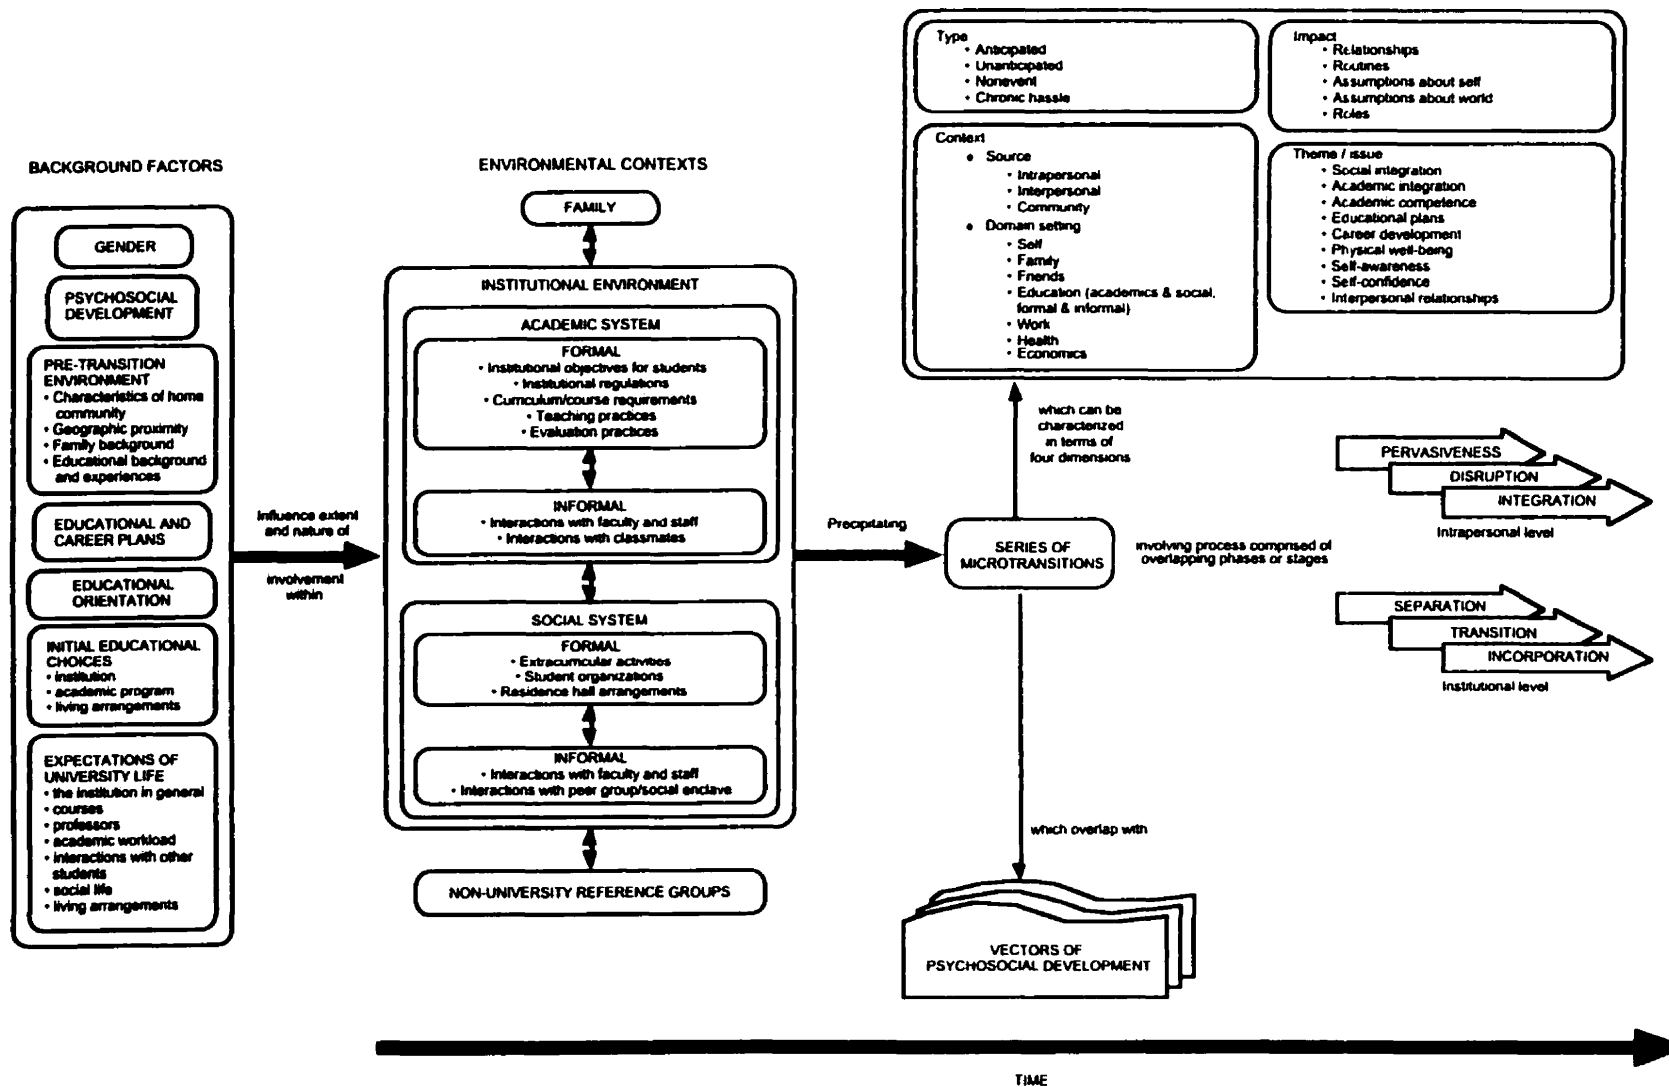 BACKGROUND FACTORS
GENDER
PSYCHOSOCIAL
DEVELOPMENT
PRE-TRANSITION
ENVIRONMENT
• Characteristics of home
community
• Geographic proximity
• Family background
• Educational background
and experiences
EDUCATIONAL AND
CAREER PLANS
EDUCATIONAL
ORIENTATION
INITIAL EDUCATIONAL
CHOICES
• institution
• academic program
• living arrangements
EXPECTATIONS OF
UNIVERSITY LIFE
• the institution in general
• courses
• professors
• academic workload
• interactions with other
students
• social life
• living arrangements
Influence extent
and nature of
involvement
within
ENVIRONMENTAL CONTEXTS
FAMILY
INSTITUTIONAL ENVIRONMENT
ACADEMIC SYSTEM
FORMAL
• Institutional objectives for students
• Institutional regulations
• Curriculum/course requirements
• Teaching practices
• Evaluation practices
INFORMAL
• Interactions with faculty and staff
• Interactions with classmates
SOCIAL SYSTEM
FORMAL
• Extracurricular activities
• Student organizations
• Residence hall arrangements
INFORMAL
• Interactions with faculty and staff
• Interactions with peer group/social enclave
NON-UNIVERSITY REFERENCE GROUPS
Precipitating
Type
• Anticipated
• Unanticipated
• Nonevent
• Chronic hassle
Impact
• Relationships
• Routines
• Assumptions about self
• Assumptions about world
• Roles
Context
• Source
• Intrapersonal
• Interpersonal
• Community
• Domain setting
• Self
• Family
• Friends
• Education (academics & social,
formal & informal)
• Work
• Health
• Economics
Theme / issue
• Social integration
• Academic integration
• Academic competence
• Educational plans
• Career development
• Physical well-being
• Self-awareness
• Self-confidence
• Interpersonal relationships
which can be
characterized
in terms of
four dimensions
SERIES OF
MICROTRANSITIONS
involving process comprised of
overlapping phases or stages
PERVASIVENESS
DISRUPTION
INTEGRATION
Intrapersonal level
SEPARATION
TRANSITION
INCORPORATION
Institutional level
which overlap with
VECTORS OF
PSYCHOSOCIAL DEVELOPMENT
TIME